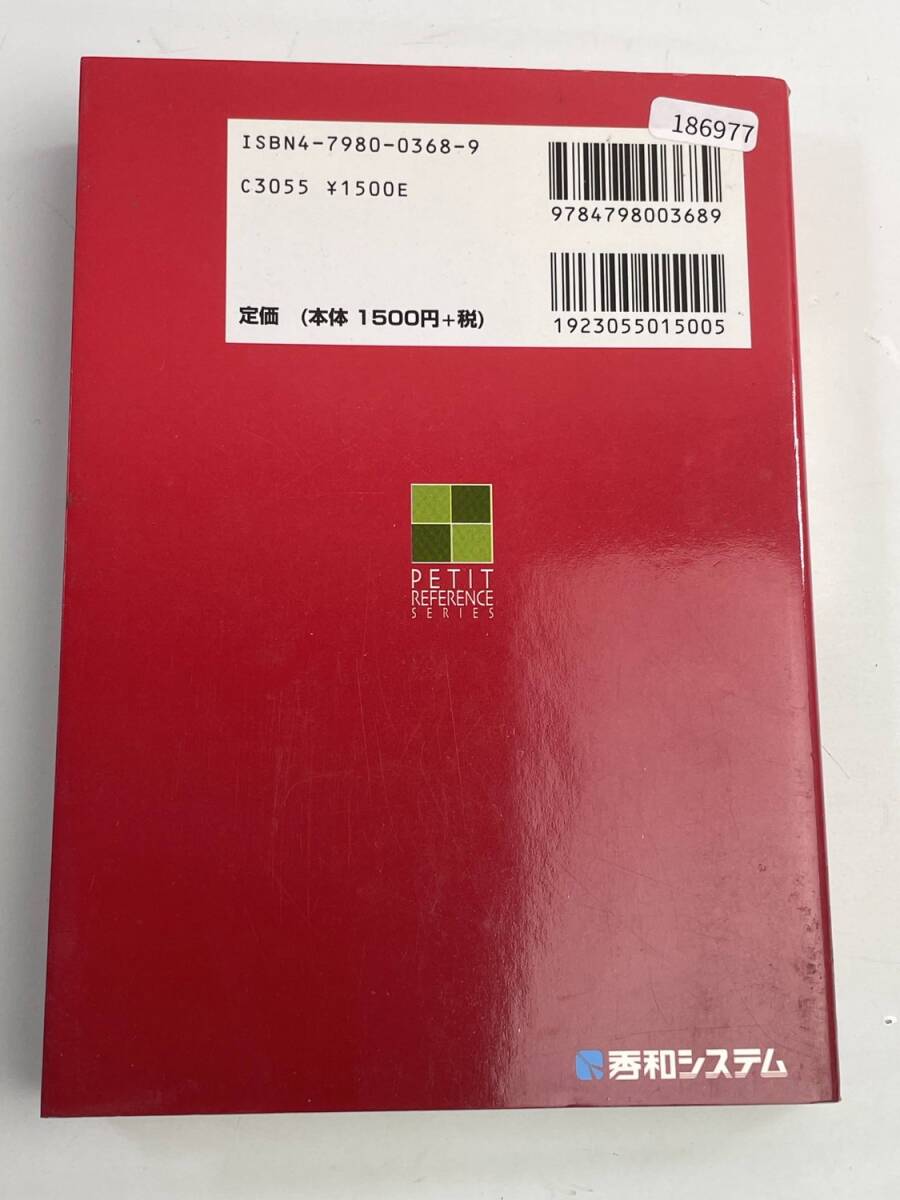 186977
ISBN4-7980-0368-9
C3055 ¥1500E
9784798003689
定価 (本体 1500円+税)
1923055015005
PETIT
REFERENCE
SERIES
秀和システム